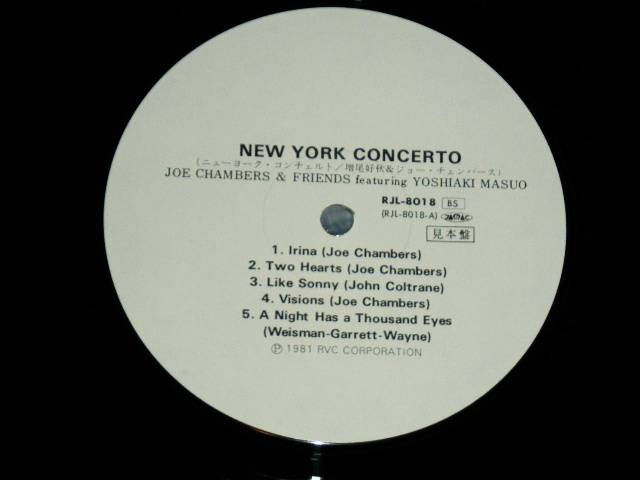 NEW YORK CONCERTO
(ニューヨーク・コンチェルト/増尾好秋&ジョー・チェンバース)
JOE CHAMBERS & FRIENDS featuring YOSHIAKI MASUO
RJL-8018 BS
(RJL-8018-A)
見本盤
1. Irina (Joe Chambers)
2. Two Hearts (Joe Chambers)
3. Like Sonny (John Coltrane)
4. Visions (Joe Chambers)
5. A Night Has a Thousand Eyes
(Weisman-Garrett-Wayne)
Ⓟ 1981 RVC CORPORATION